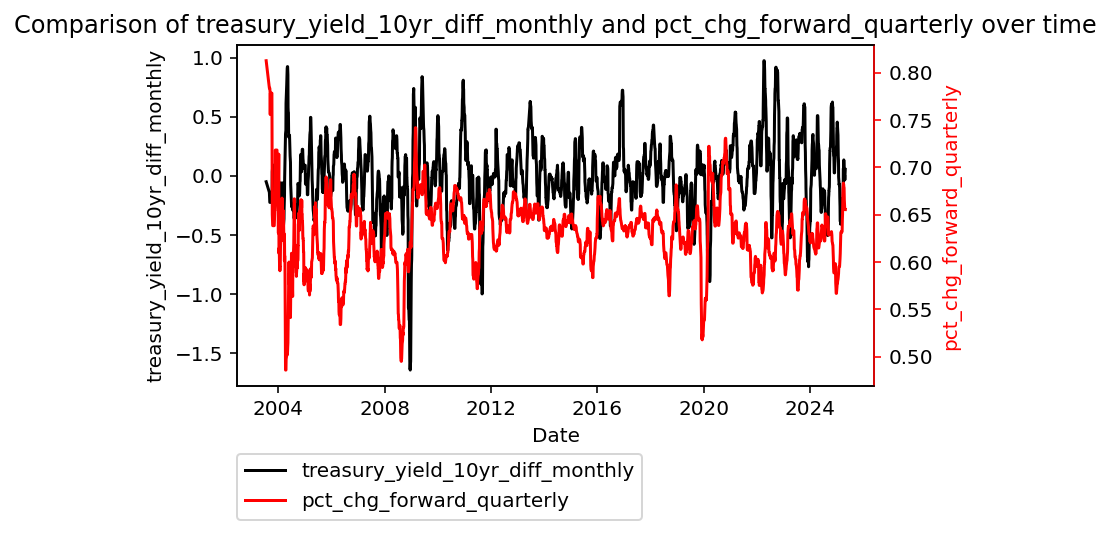 Comparison of treasury_yield_10yr_diff_monthly and pct_chg_forward_quarterly over time
treasury_yield_10yr_diff_monthly
1.0
0.5
0.0
−0.5
−1.0
−1.5
0.80
0.75
0.70
0.65
0.60
0.55
0.50
pct_chg_forward_quarterly
2004 2008 2012 2016 2020 2024
Date
treasury_yield_10yr_diff_monthly
pct_chg_forward_quarterly